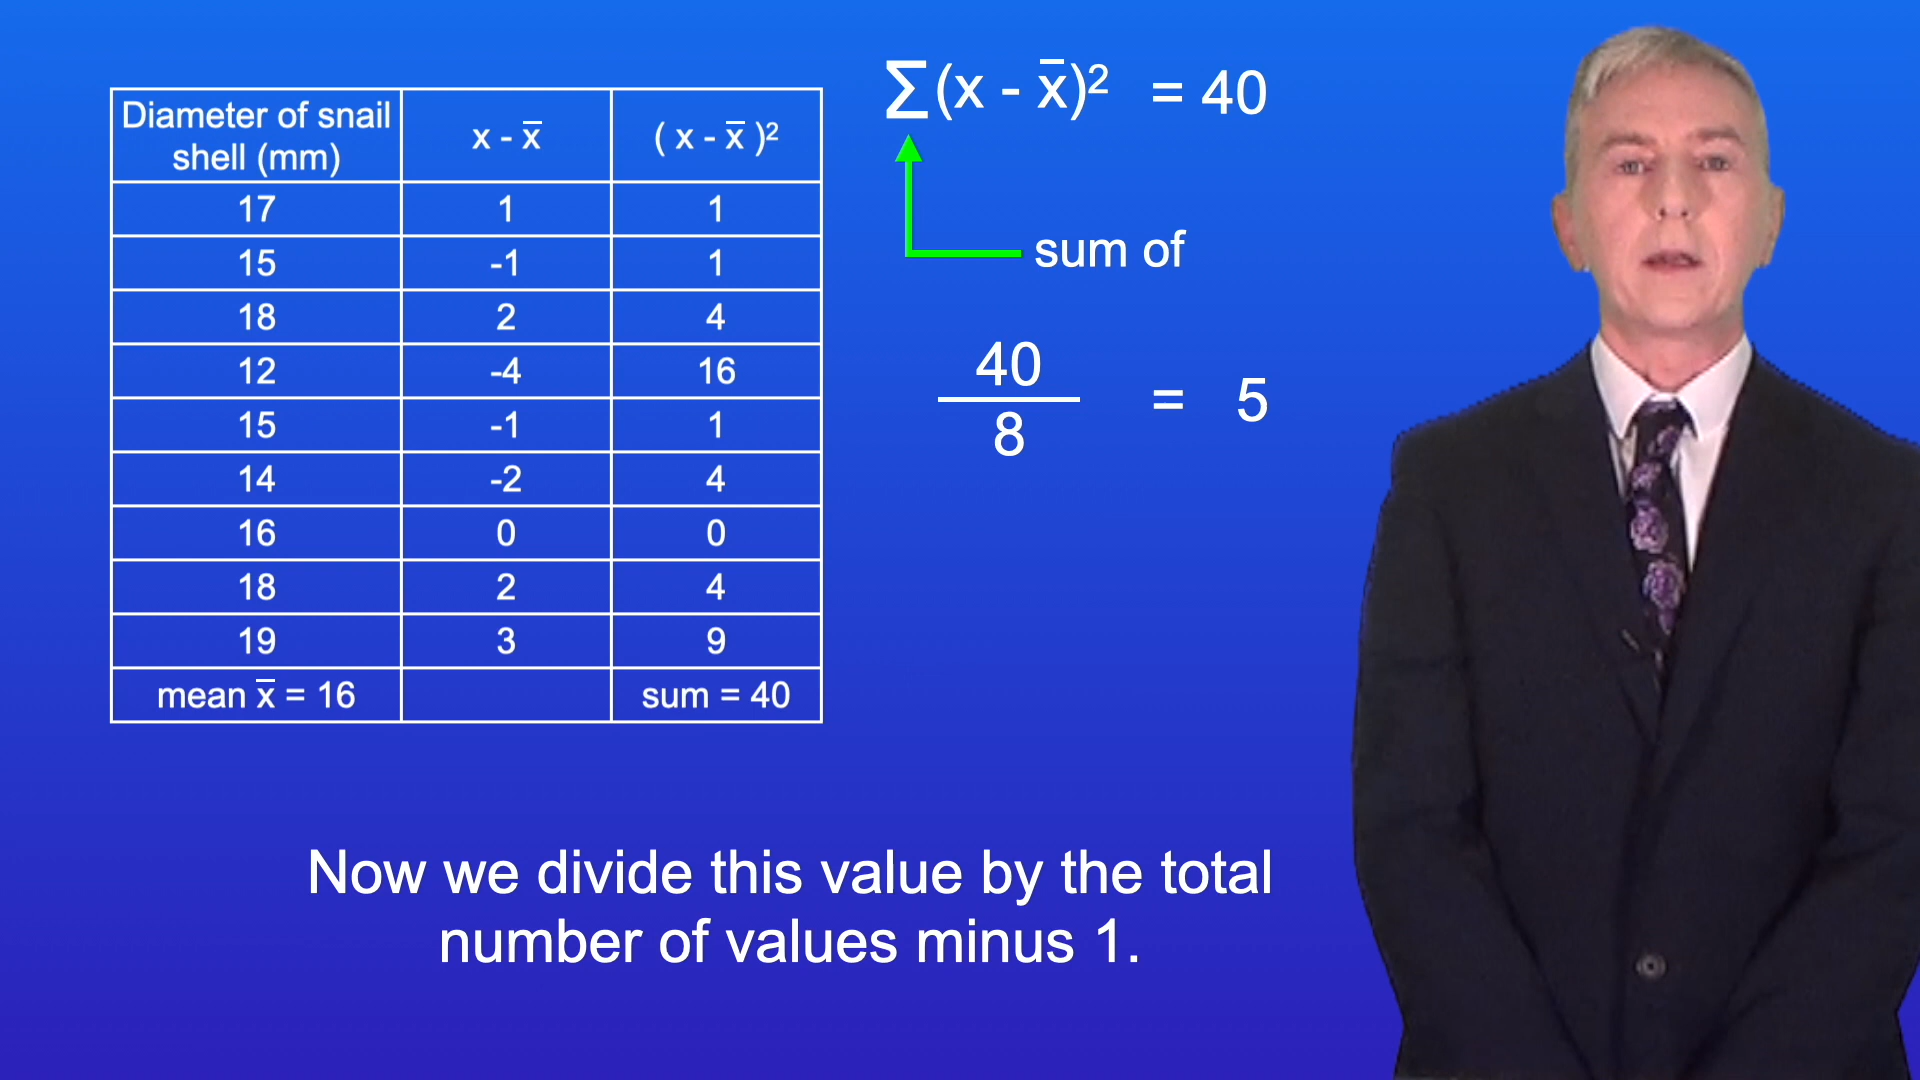 Diameter of snail shell (mm) | x - x̅ | ( x - x̅ )²
17 | 1 | 1
15 | -1 | 1
18 | 2 | 4
12 | -4 | 16
15 | -1 | 1
14 | -2 | 4
16 | 0 | 0
18 | 2 | 4
19 | 3 | 9
mean x̅ = 16 | | sum = 40
∑(x - x̅)² = 40
sum of
40
8
= 5
Now we divide this value by the total
number of values minus 1.